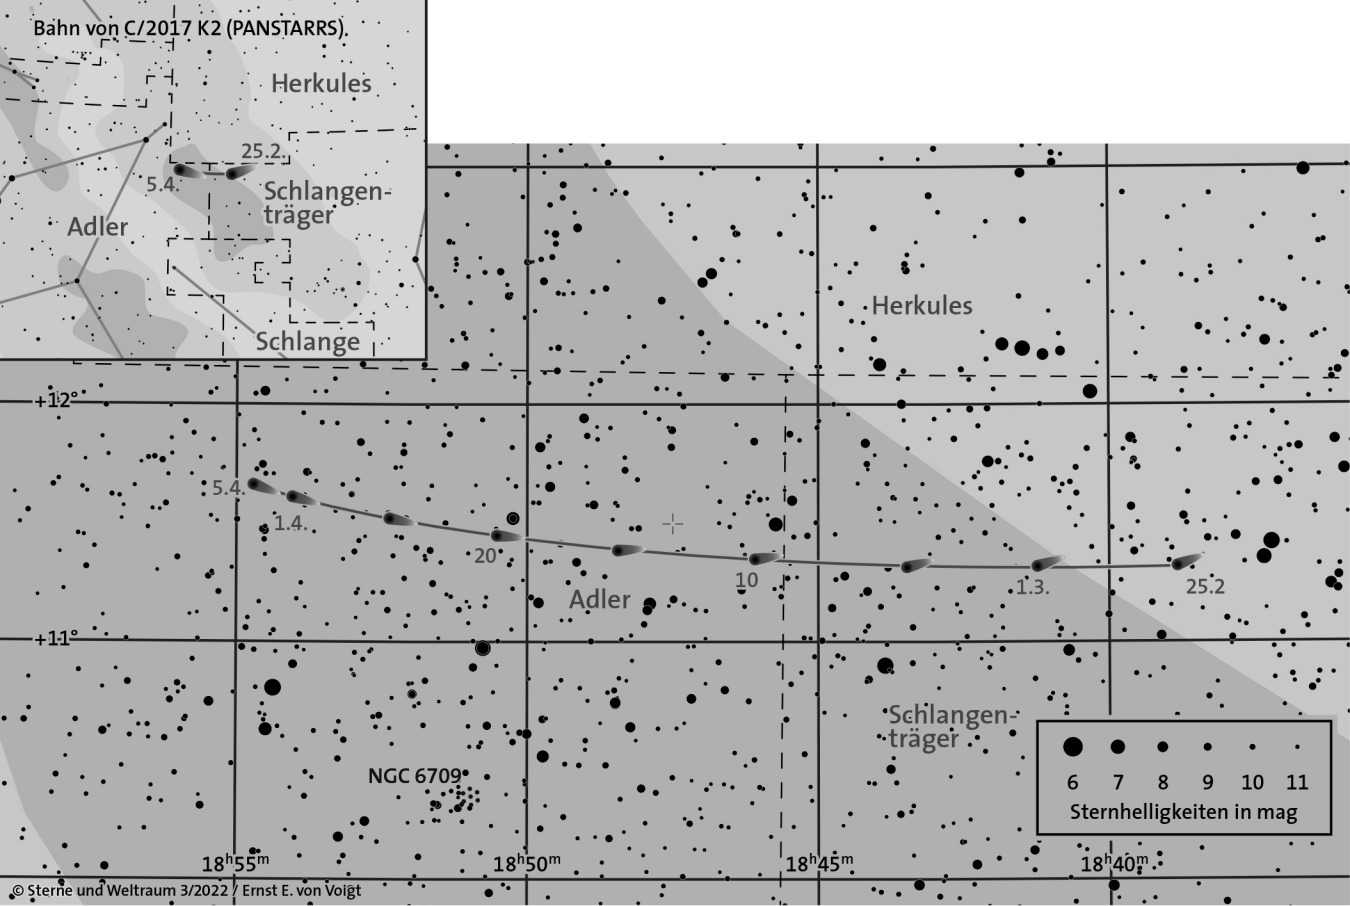 Bahn von C/2017 K2 (PANSTARRS).
Herkules
25.2.
5.4.
Schlangen-
träger
Adler
Schlange
Herkules
+12°
5.4.
1.4.
20
10
1.3.
25.2
Adler
+11°
Schlangen-
träger
NGC 6709
6 7 8 9 10 11
Sternhelligkeiten in mag
18h55m 18h50m 18h45m 18h40m
© Sterne und Weltraum 3/2022 / Ernst E. von Voigt